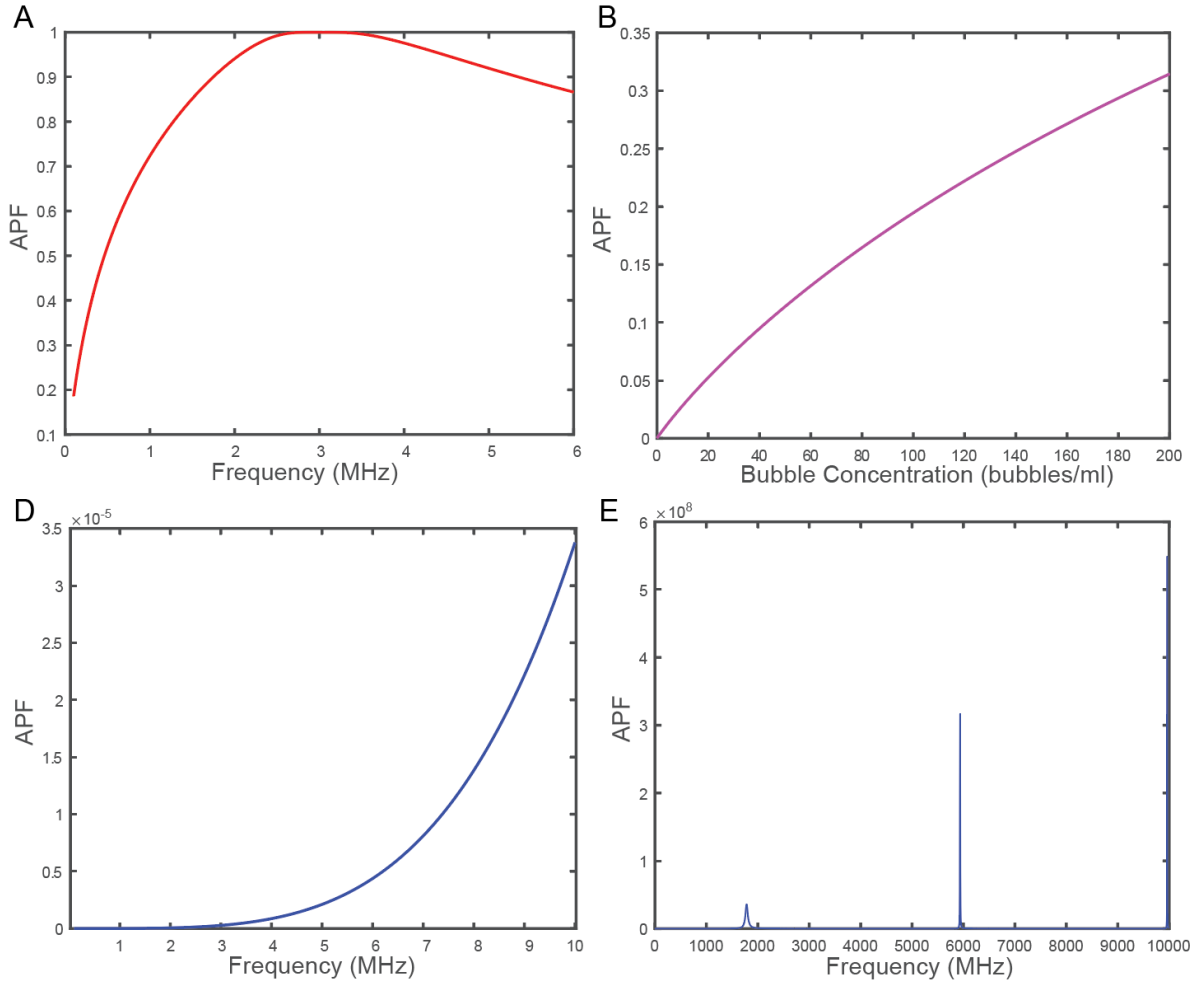 A
1
0.9
0.8
0.7
0.6
0.5
0.4
0.3
0.2
0.1
APF
0 1 2 3 4 5 6
Frequency (MHz)
B
0.35
0.3
0.25
0.2
0.15
0.1
0.05
0
APF
0 20 40 60 80 100 120 140 160 180 200
Bubble Concentration (bubbles/ml)
D
×10-5
3.5
3
2.5
2
1.5
1
0.5
0
APF
1 2 3 4 5 6 7 8 9 10
Frequency (MHz)
E
×108
6
5
4
3
2
1
0
APF
0 1000 2000 3000 4000 5000 6000 7000 8000 9000 10000
Frequency (MHz)